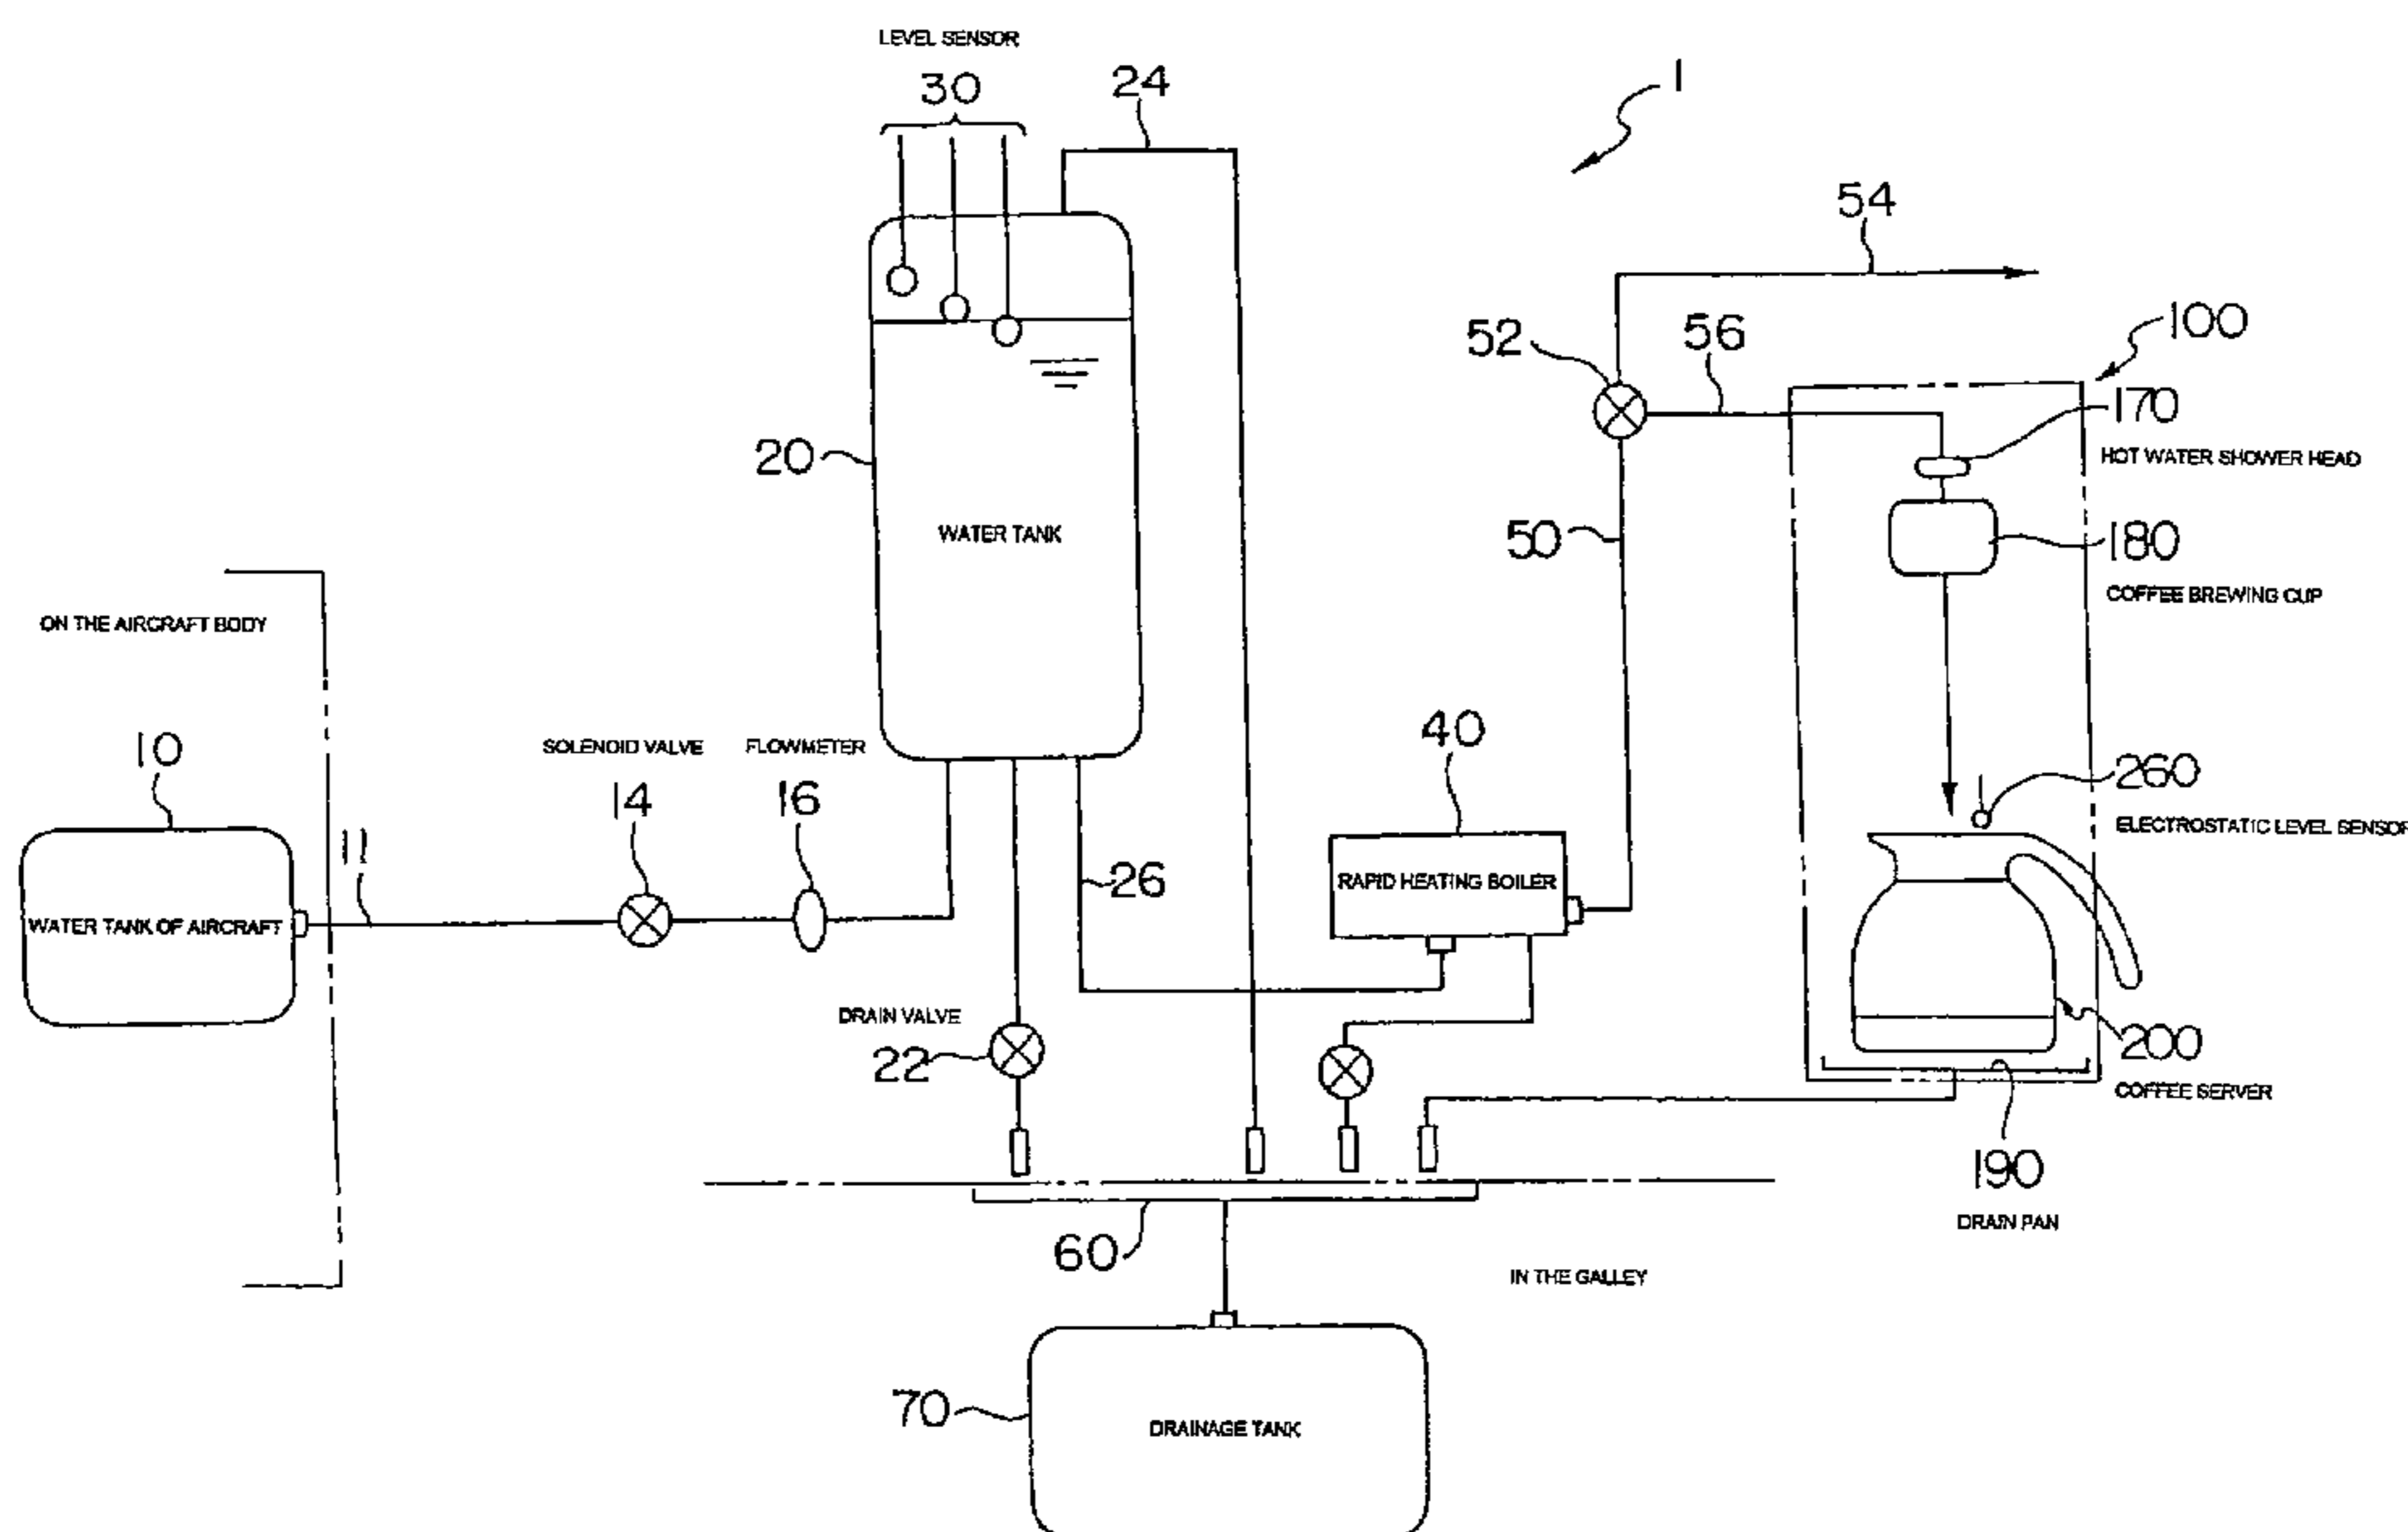 LEVEL SENSOR
30
24
1
54
52
56
100
170
HOT WATER SHOWER HEAD
20
WATER TANK
50
180
COFFEE BREWING CUP
ON THE AIRCRAFT BODY
10
SOLENOID VALVE
FLOWMETER
14
16
40
260
ELECTROSTATIC LEVEL SENSOR
11
WATER TANK OF AIRCRAFT
26
RAPID HEATING BOILER
DRAIN VALVE
22
200
COFFEE SERVER
190
DRAIN PAN
60
IN THE GALLEY
70
DRAINAGE TANK